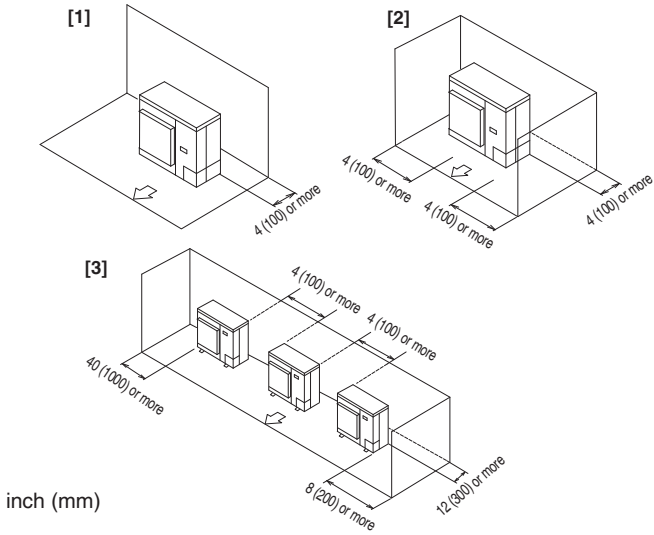 [1]
4 (100) or more
[2]
4 (100) or more
4 (100) or more
4 (100) or more
[3]
4 (100) or more
4 (100) or more
40 (1000) or more
8 (200) or more
12 (300) or more
inch (mm)